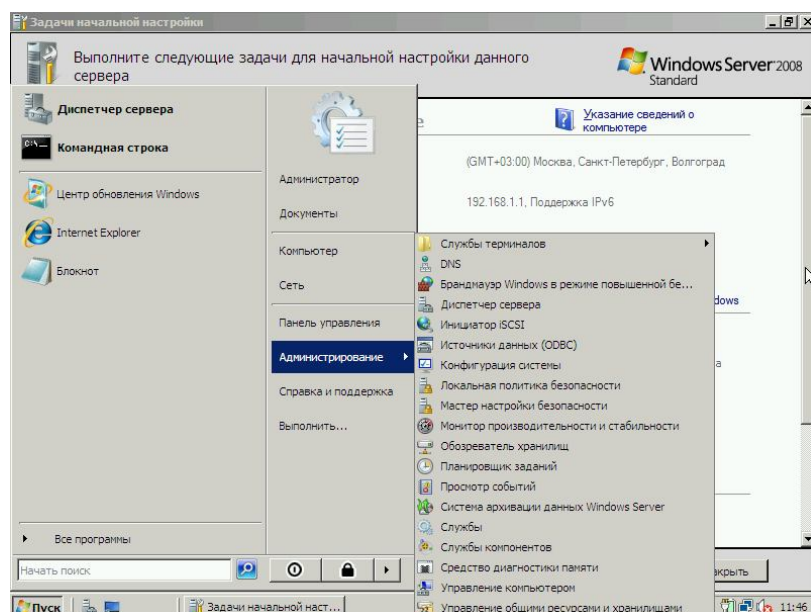 Задачи начальной настройки
Выполните следующие задачи для начальной настройки данного
сервера
Windows Server 2008
Standard
Диспетчер сервера
Командная строка
Центр обновления Windows
Internet Explorer
Блокнот
Все программы
Начать поиск
Администратор
Документы
Компьютер
Сеть
Панель управления
Администрирование
Справка и поддержка
Выполнить...
Указание сведений о
компьютере
(GMT+03:00) Москва, Санкт-Петербург, Волгоград
192.168.1.1, Поддержка IPv6
Службы терминалов
DNS
Брандмауэр Windows в режиме повышенной бе...
Диспетчер сервера
Инициатор iSCSI
Источники данных (ODBC)
Конфигурация системы
Локальная политика безопасности
Мастер настройки безопасности
Монитор производительности и стабильности
Обозреватель хранилищ
Планировщик заданий
Просмотр событий
Система архивации данных Windows Server
Службы
Службы компонентов
Средство диагностики памяти
Управление компьютером
Управление общими ресурсами и хранилищами
dows
акрыть
Пуск
Задачи начальной наст...
11:46